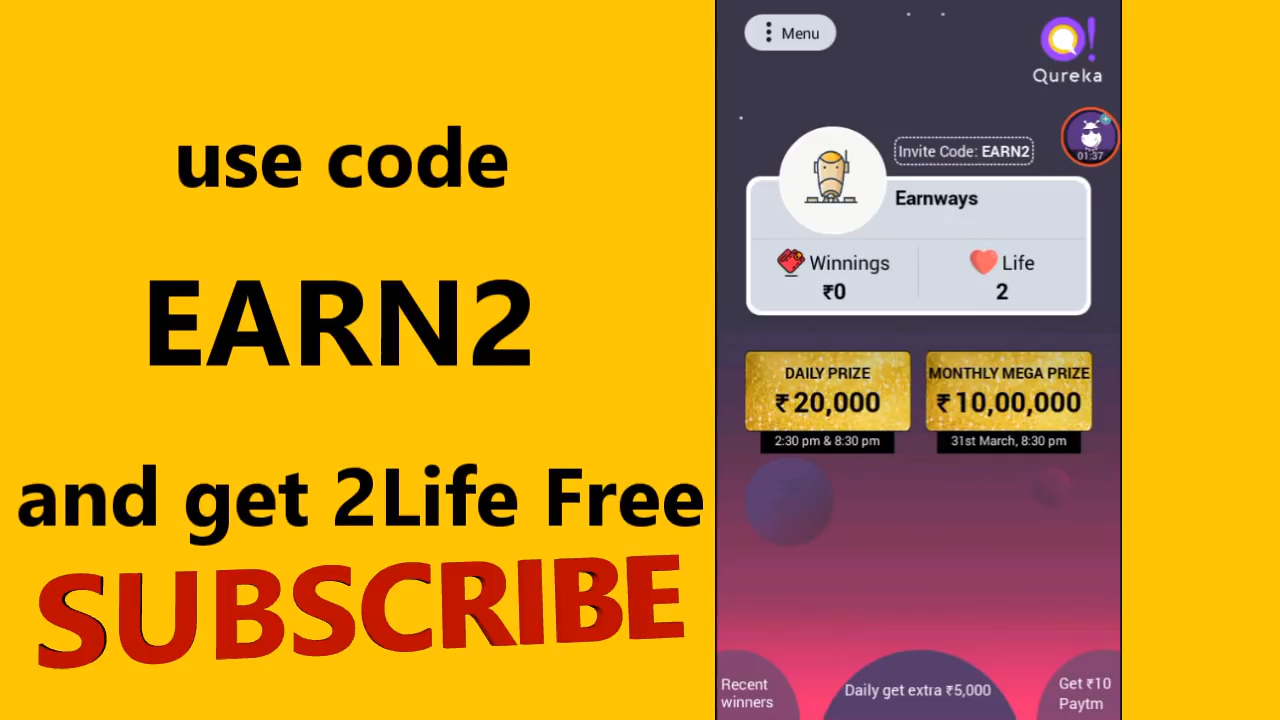 use code
EARN2
and get 2Life Free
SUBSCRIBE
Menu
Qureka
Invite Code: EARN2
01:37
Earnways
Winnings
₹0
Life
2
DAILY PRIZE
₹ 20,000
2:30 pm & 8:30 pm
MONTHLY MEGA PRIZE
₹ 10,00,000
31st March, 8:30 pm
Recent
winners
Daily get extra ₹5,000
Get ₹10
Paytm